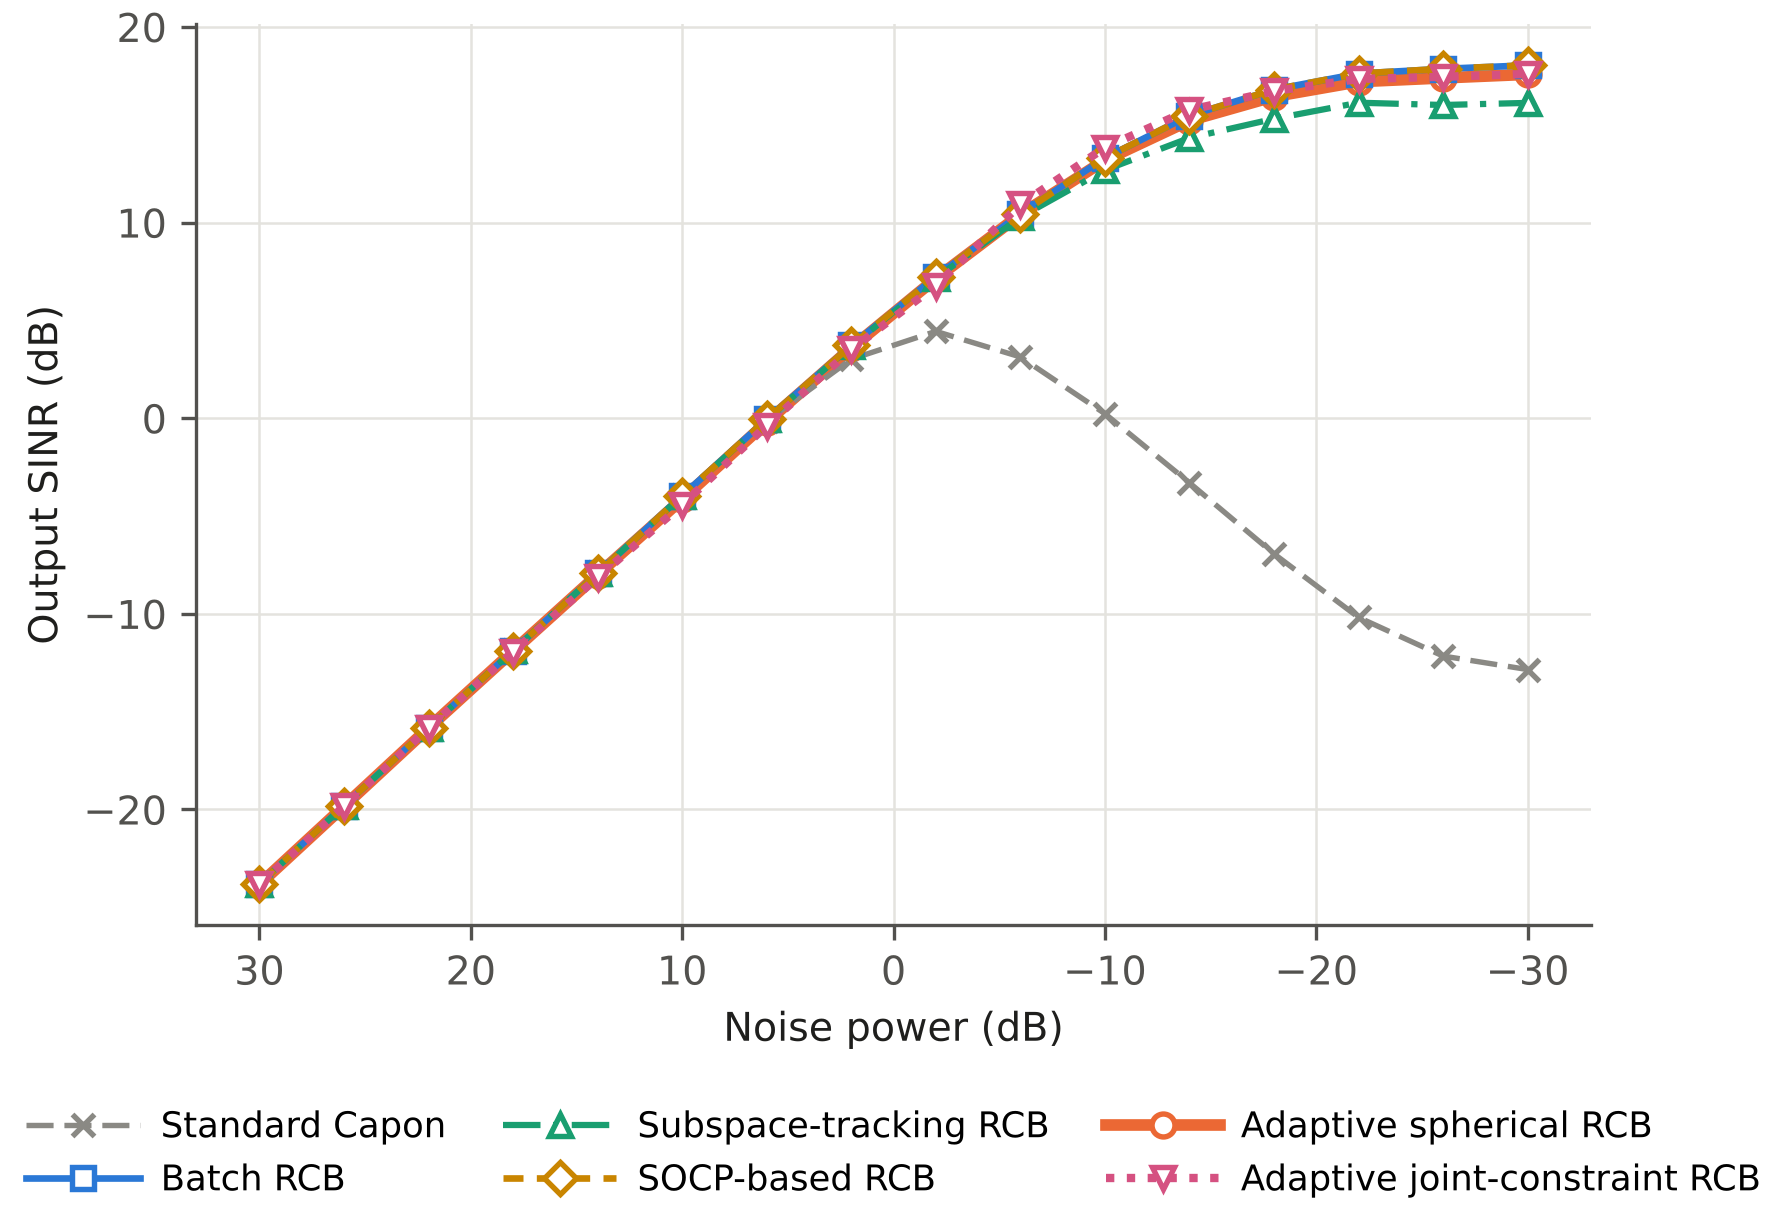 20
10
0
−10
−20
Output SINR (dB)
30 20 10 0 −10 −20 −30
Noise power (dB)
Standard Capon Subspace-tracking RCB Adaptive spherical RCB
Batch RCB SOCP-based RCB Adaptive joint-constraint RCB